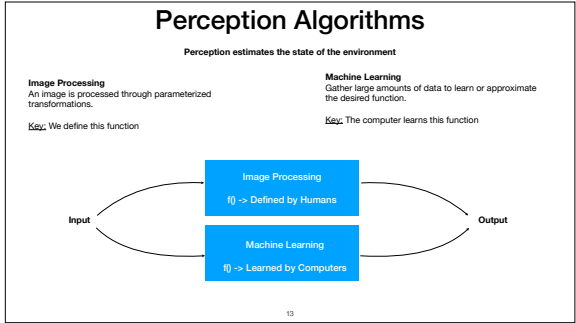 Perception Algorithms
Perception estimates the state of the environment
Image Processing
An image is processed through parameterized
transformations.
Key: We define this function
Machine Learning
Gather large amounts of data to learn or approximate
the desired function.
Key: The computer learns this function
Image Processing
f() -> Defined by Humans
Input
Output
Machine Learning
f() -> Learned by Computers
13